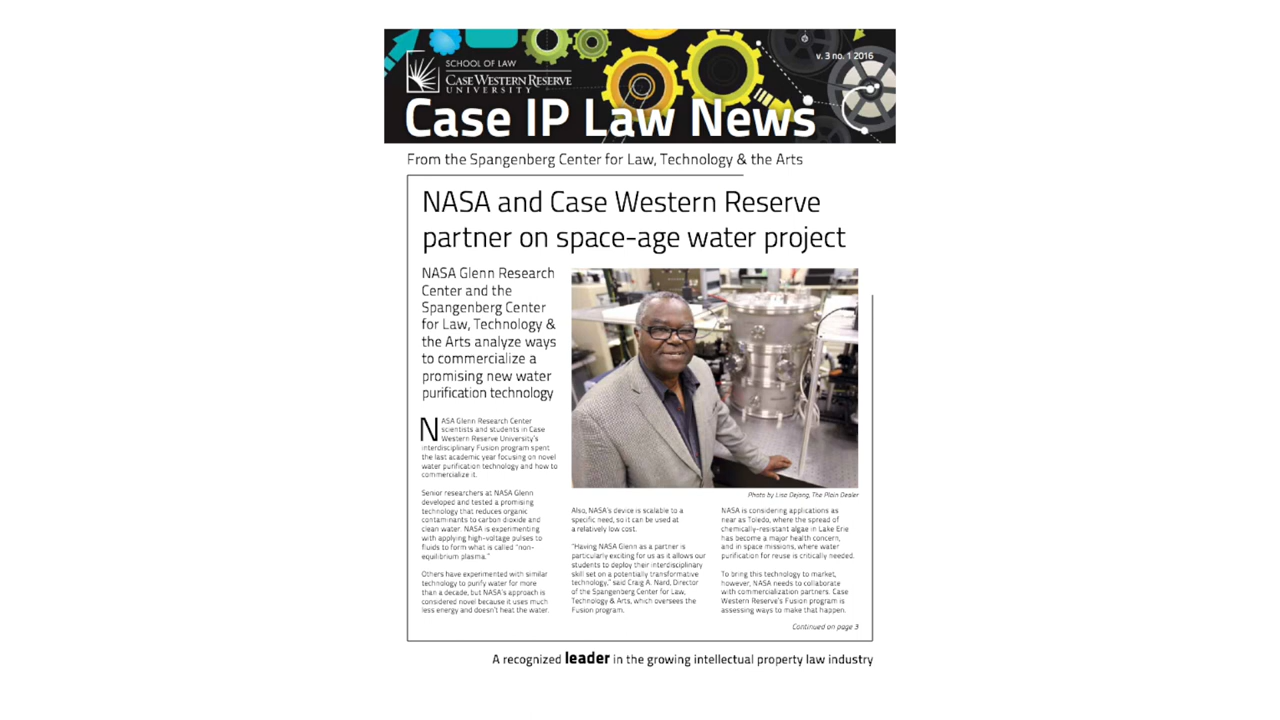 v. 3 no. 1 2016
SCHOOL OF LAW
CASE WESTERN RESERVE
UNIVERSITY
Case IP Law News
From the Spangenberg Center for Law, Technology & the Arts
NASA and Case Western Reserve
partner on space-age water project
NASA Glenn Research
Center and the
Spangenberg Center
for Law, Technology &
the Arts analyze ways
to commercialize a
promising new water
purification technology
NASA Glenn Research Center
scientists and students in Case
Western Reserve University's
interdisciplinary Fusion program spent
the last academic year focusing on novel
water purification technology and how to
commercialize it.
Senior researchers at NASA Glenn
developed and tested a promising
technology that reduces organic
contaminants to carbon dioxide and
clean water. NASA is experimenting
with applying high-voltage pulses to
fluids to form what is called "non-
equilibrium plasma."
Others have experimented with similar
technology to purify water for more
than a decade, but NASA's approach is
considered novel because it uses much
less energy and doesn't heat the water.
Photo by Lisa Dejong, The Plain Dealer
Also, NASA's device is scalable to a
specific need, so it can be used at
a relatively low cost.
"Having NASA Glenn as a partner is
particularly exciting for us as it allows our
students to deploy their interdisciplinary
skill set on a potentially transformative
technology," said Craig A. Nard, Director
of the Spangenberg Center for Law,
Technology & Arts, which oversees the
Fusion program.
NASA is considering applications as
near as Toledo, where the spread of
chemically-resistant algae in Lake Erie
has become a major health concern,
and in space missions, where water
purification for reuse is critically needed.
To bring this technology to market,
however, NASA needs to collaborate
with commercialization partners. Case
Western Reserve's Fusion program is
assessing ways to make that happen.
Continued on page 3
A recognized leader in the growing intellectual property law industry